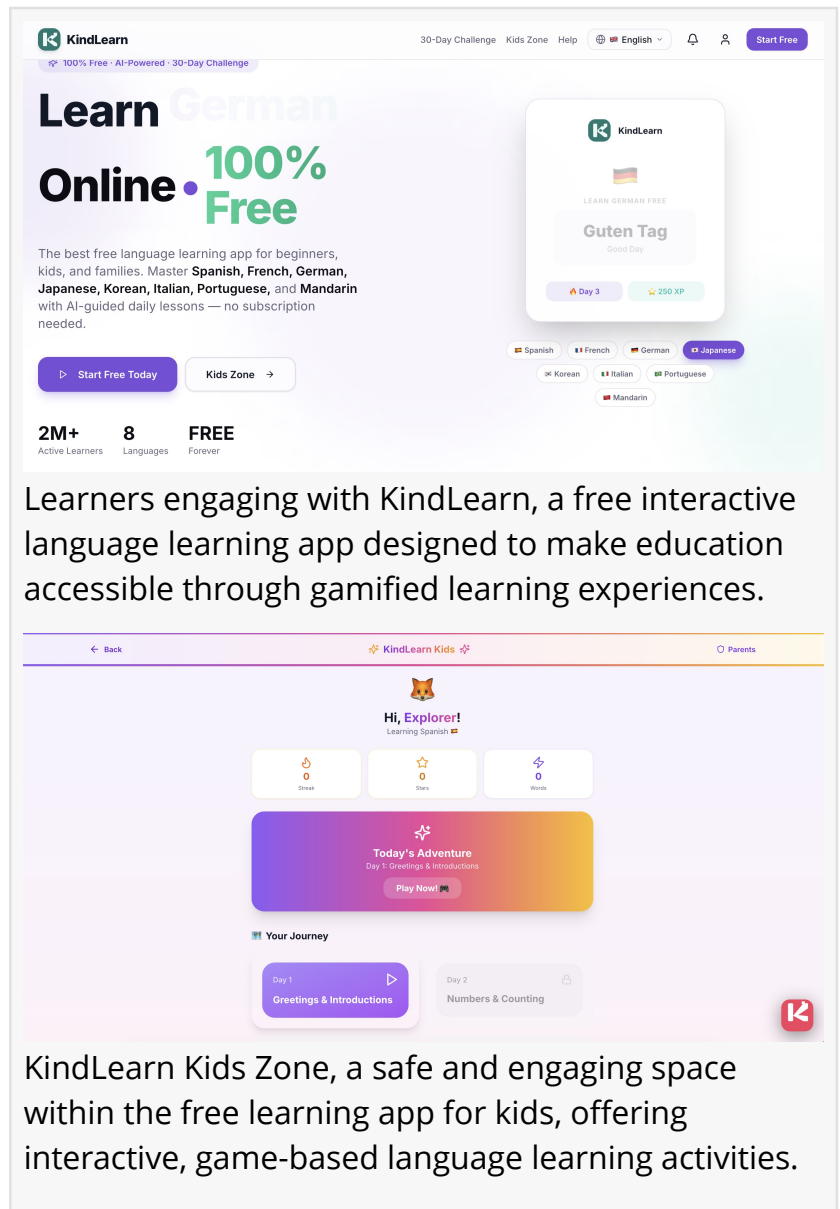 KindLearn
30-Day Challenge Kids Zone Help English Start Free
100% Free · AI-Powered · 30-Day Challenge
Learn German
Online • 100%
Free
The best free language learning app for beginners,
kids, and families. Master Spanish, French, German,
Japanese, Korean, Italian, Portuguese, and Mandarin
with AI-guided daily lessons — no subscription
needed.
Start Free Today Kids Zone →
2M+ 8 FREE
Active Learners Languages Forever
KindLearn
LEARN GERMAN FREE
Guten Tag
Good Day
Day 3 250 XP
Spanish French German Japanese
Korean Italian Portuguese
Mandarin
Learners engaging with KindLearn, a free interactive
language learning app designed to make education
accessible through gamified learning experiences.
← Back KindLearn Kids Parents
Hi, Explorer!
Learning Spanish
0 0 0
Streak Stars Words
Today's Adventure
Day 1: Greetings & Introductions
Play Now!
Your Journey
Day 1 Day 2
Greetings & Introductions Numbers & Counting
KindLearn Kids Zone, a safe and engaging space
within the free learning app for kids, offering
interactive, game-based language learning activities.